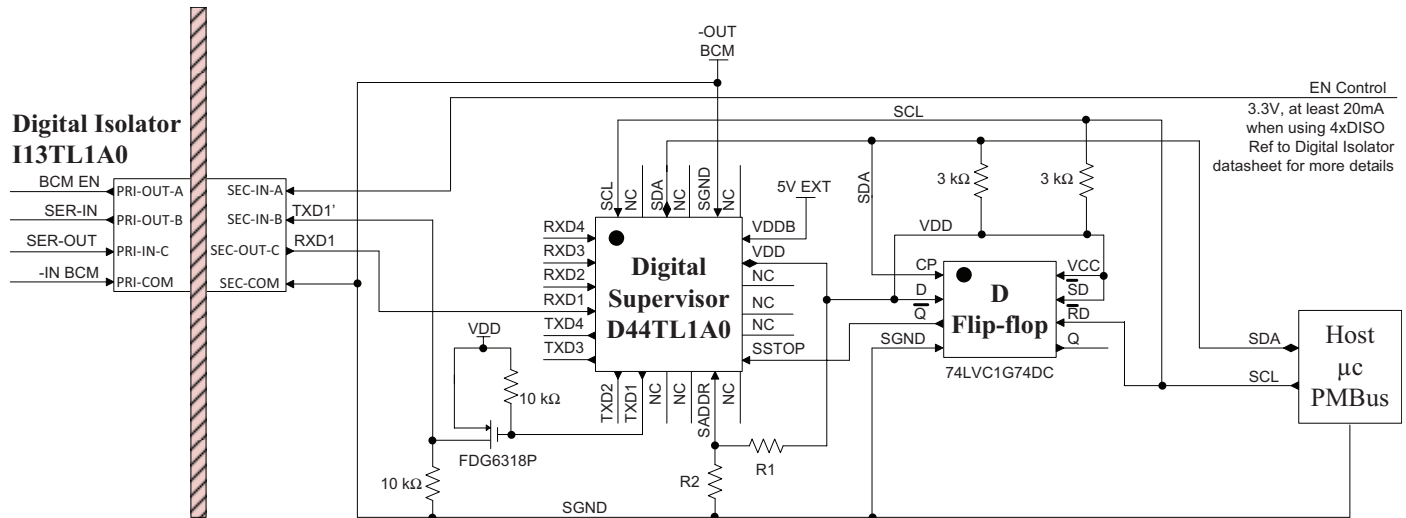 -OUT
BCM
EN Control
3.3V, at least 20mA
when using 4xDISO
Ref to Digital Isolator
datasheet for more details
SCL
Digital Isolator
I13TL1A0
BCM EN
SER-IN
SER-OUT
-IN BCM
PRI-OUT-A
PRI-OUT-B
PRI-IN-C
PRI-COM
SEC-IN-A
SEC-IN-B
SEC-OUT-C
SEC-COM
TXD1'
RXD1
SCL
NC
SDA
NC
SGND
NC
5V EXT
SDA
3 kΩ
3 kΩ
VDD
RXD4
RXD3
RXD2
RXD1
TXD4
TXD3
Digital
Supervisor
D44TL1A0
VDDB
VDD
NC
NC
NC
SSTOP
TXD2
TXD1
NC
NC
SADDR
NC
CP
D
Q
SGND
D
Flip-flop
74LVC1G74DC
VCC
SD
RD
Q
SDA
SCL
Host
µc
PMBus
VDD
10 kΩ
FDG6318P
10 kΩ
R1
R2
SGND